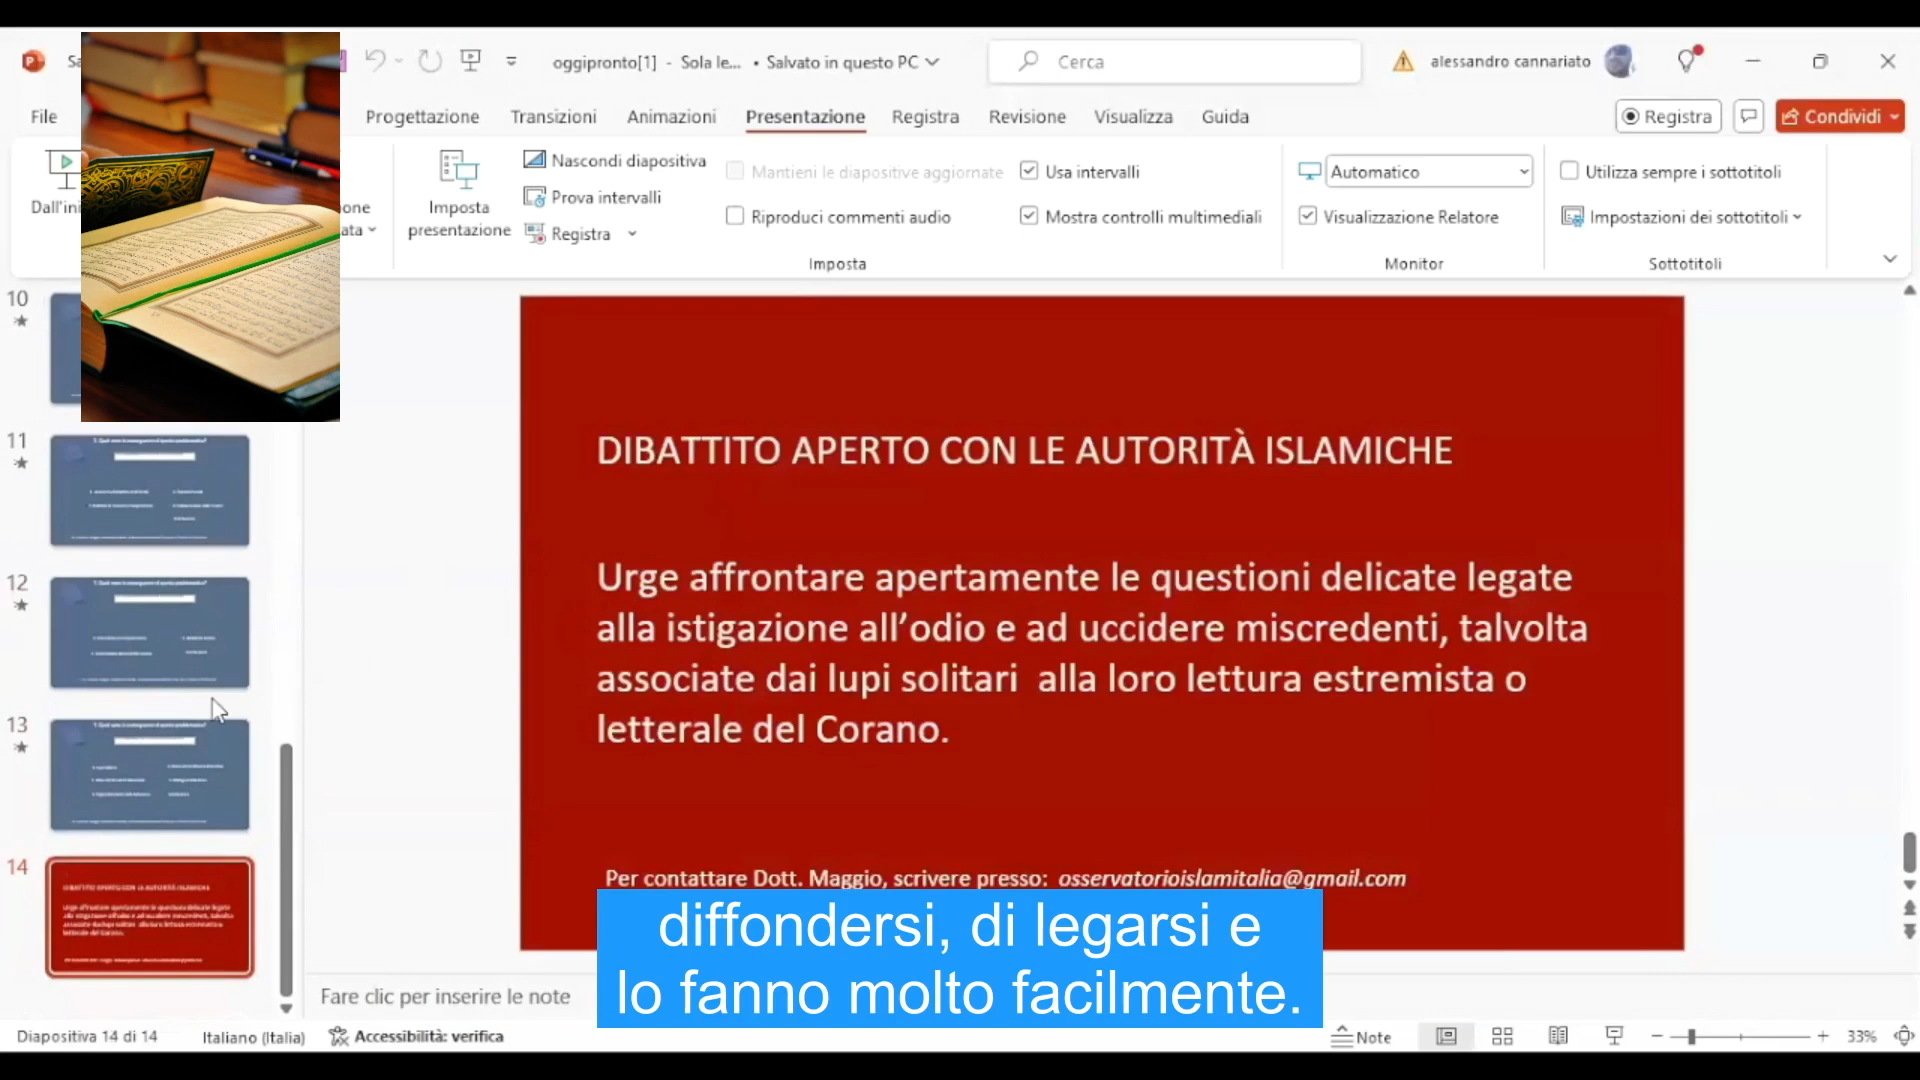 oggipronto[1] - Sola le... • Salvato in questo PC
Cerca
alessandro cannariato
File
Progettazione
Transizioni
Animazioni
Presentazione
Registra
Revisione
Visualizza
Guida
Registra
Condividi
Imposta presentazione
Nascondi diapositiva
Prova intervalli
Registra
Mantieni le diapositive aggiornate
Riproduci commenti audio
Usa intervalli
Mostra controlli multimediali
Imposta
Automatico
Visualizzazione Relatore
Monitor
Utilizza sempre i sottotitoli
Impostazioni dei sottotitoli
Sottotitoli
10
11
12
13
14
DIBATTITO APERTO CON LE AUTORITÀ ISLAMICHE
Urge affrontare apertamente le questioni delicate legate
alla istigazione all’odio e ad uccidere miscredenti, talvolta
associate dai lupi solitari alla loro lettura estremista o
letterale del Corano.
Per contattare Dott. Maggio, scrivere presso: osservatorioislamitalia@gmail.com
diffondersi, di legarsi e
lo fanno molto facilmente.
Fare clic per inserire le note
Diapositiva 14 di 14
Italiano (Italia)
Accessibilità: verifica
Note
33%